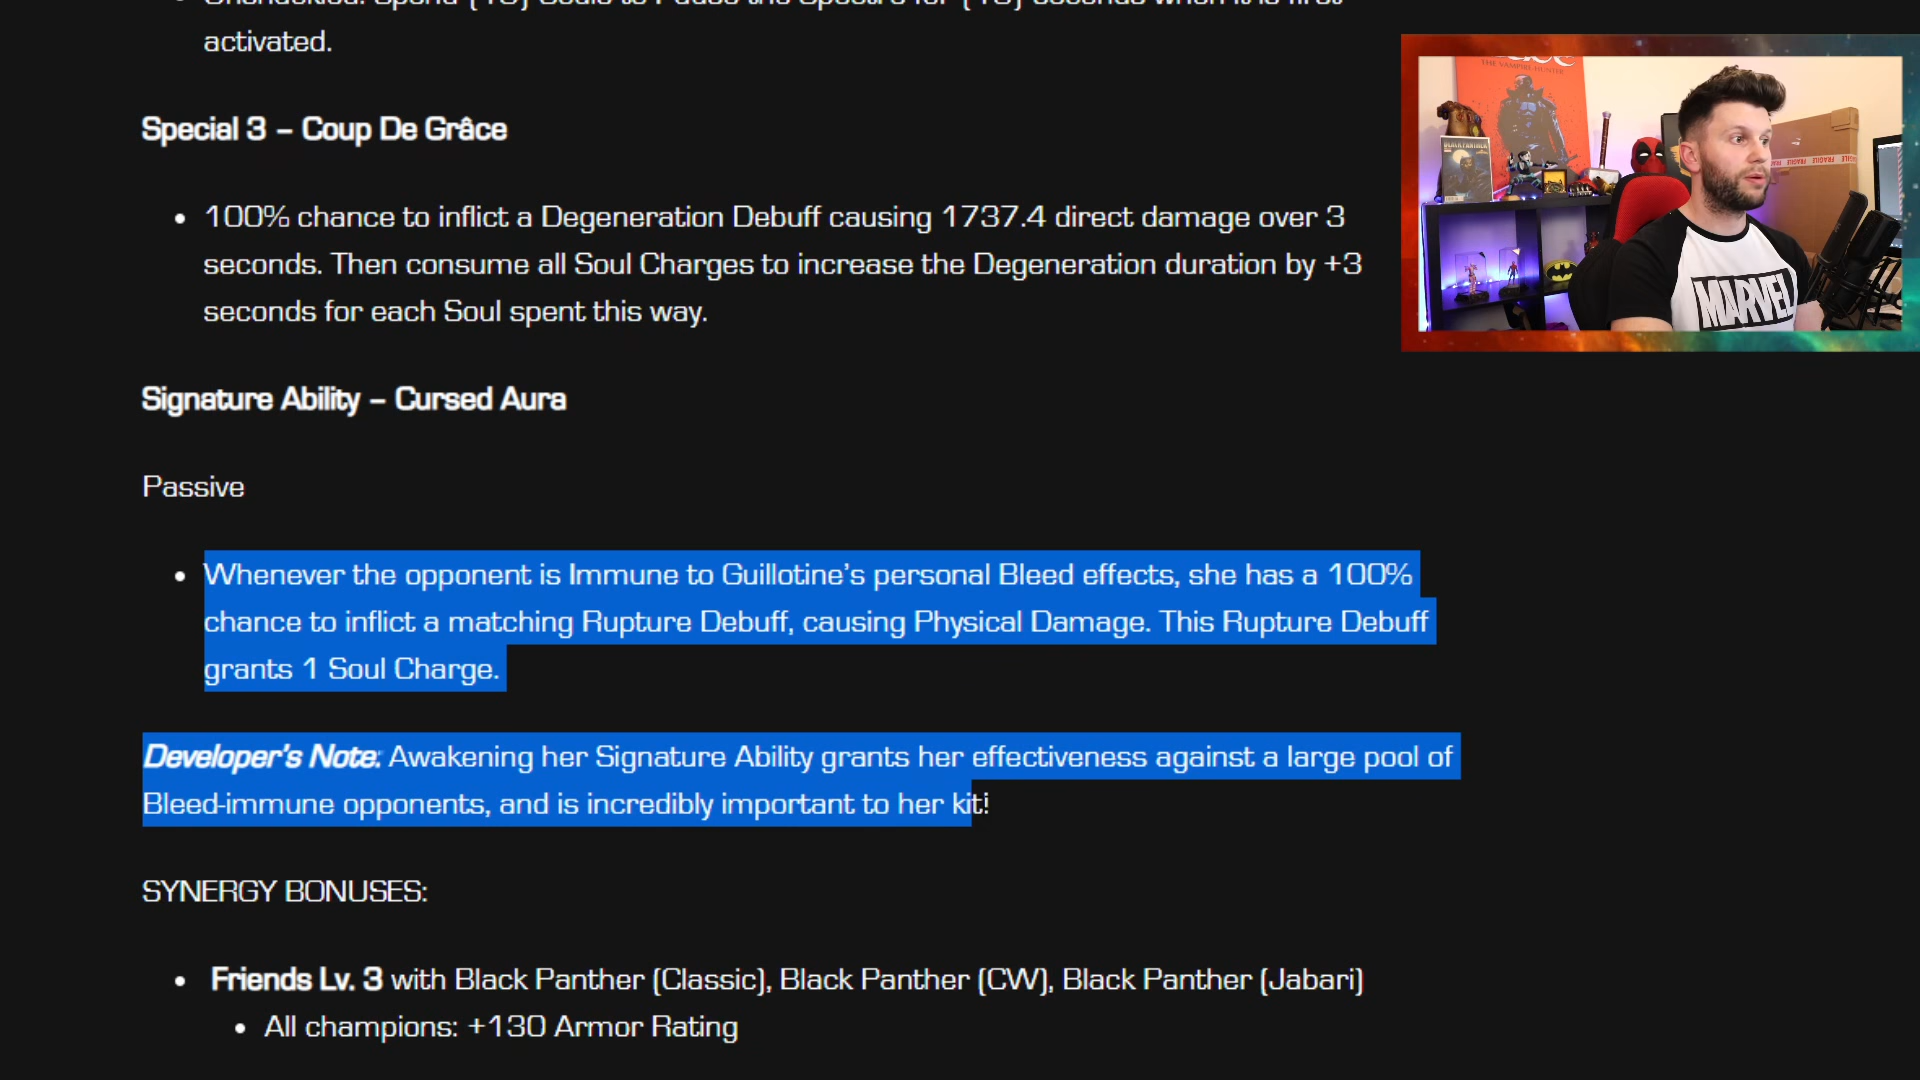 activated.
Special 3 – Coup De Grâce
100% chance to inflict a Degeneration Debuff causing 1737.4 direct damage over 3
seconds. Then consume all Soul Charges to increase the Degeneration duration by +3
seconds for each Soul spent this way.
Signature Ability – Cursed Aura
Passive
Whenever the opponent is Immune to Guillotine’s personal Bleed effects, she has a 100%
chance to inflict a matching Rupture Debuff, causing Physical Damage. This Rupture Debuff
grants 1 Soul Charge.
Developer’s Note: Awakening her Signature Ability grants her effectiveness against a large pool of
Bleed-immune opponents, and is incredibly important to her kit!
SYNERGY BONUSES:
Friends Lv. 3 with Black Panther (Classic), Black Panther (CW), Black Panther (Jabari)
All champions: +130 Armor Rating
THE VAMPIRE HUNTER
BLACK PANTHER
FRAGILE
MARVEL